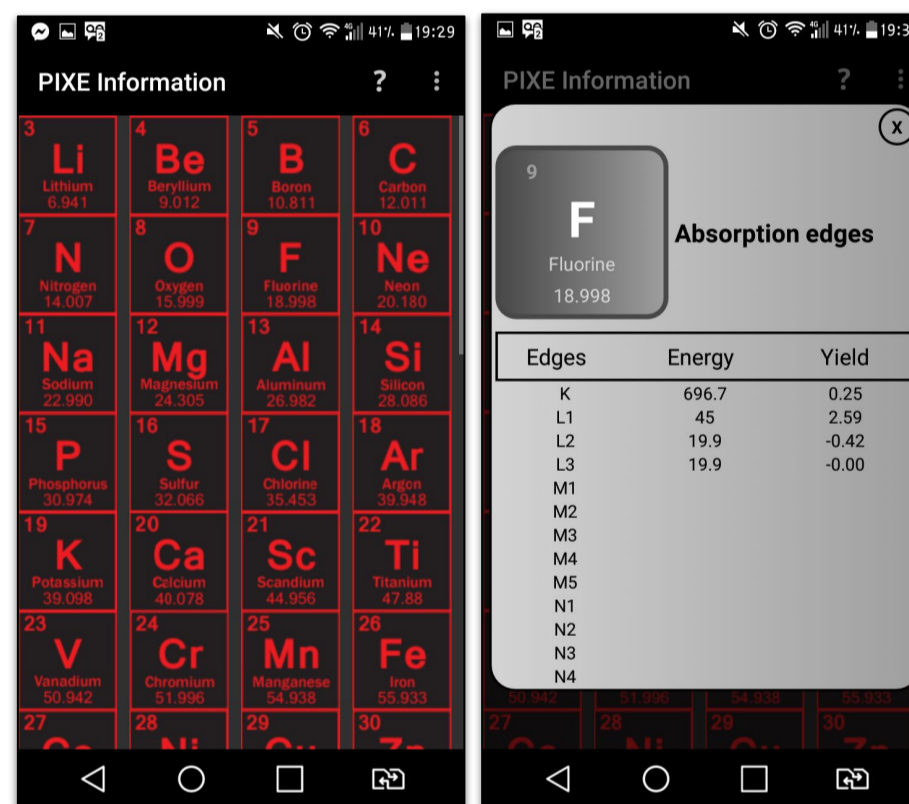 41% 19:29
PIXE Information ?
3 4 5 6
Li Be B C
Lithium Beryllium Boron Carbon
6.941 9.012 10.811 12.011
7 8 9 10
N O F Ne
Nitrogen Oxygen Fluorine Neon
14.007 15.999 18.998 20.180
11 12 13 14
Na Mg Al Si
Sodium Magnesium Aluminum Silicon
22.990 24.305 26.982 28.086
15 16 17 18
P S Cl Ar
Phosphorus Sulfur Chlorine Argon
30.974 32.066 35.453 39.948
19 20 21 22
K Ca Sc Ti
Potassium Calcium Scandium Titanium
39.098 40.078 44.956 47.88
23 24 25 26
V Cr Mn Fe
Vanadium Chromium Manganese Iron
50.942 51.996 54.938 55.933
27 28 29 30
Co Ni Cu Zn
4G 41% 19:3
PIXE Information ?
x
9
F
Fluorine
18.998
Absorption edges
Edges Energy Yield
K 696.7 0.25
L1 45 2.59
L2 19.9 -0.42
L3 19.9 -0.00
M1
M2
M3
M4
M5
N1
N2
N3
N4
50.942 51.996 54.938 55.933
27 28 29 30
Co Ni Cu Zn